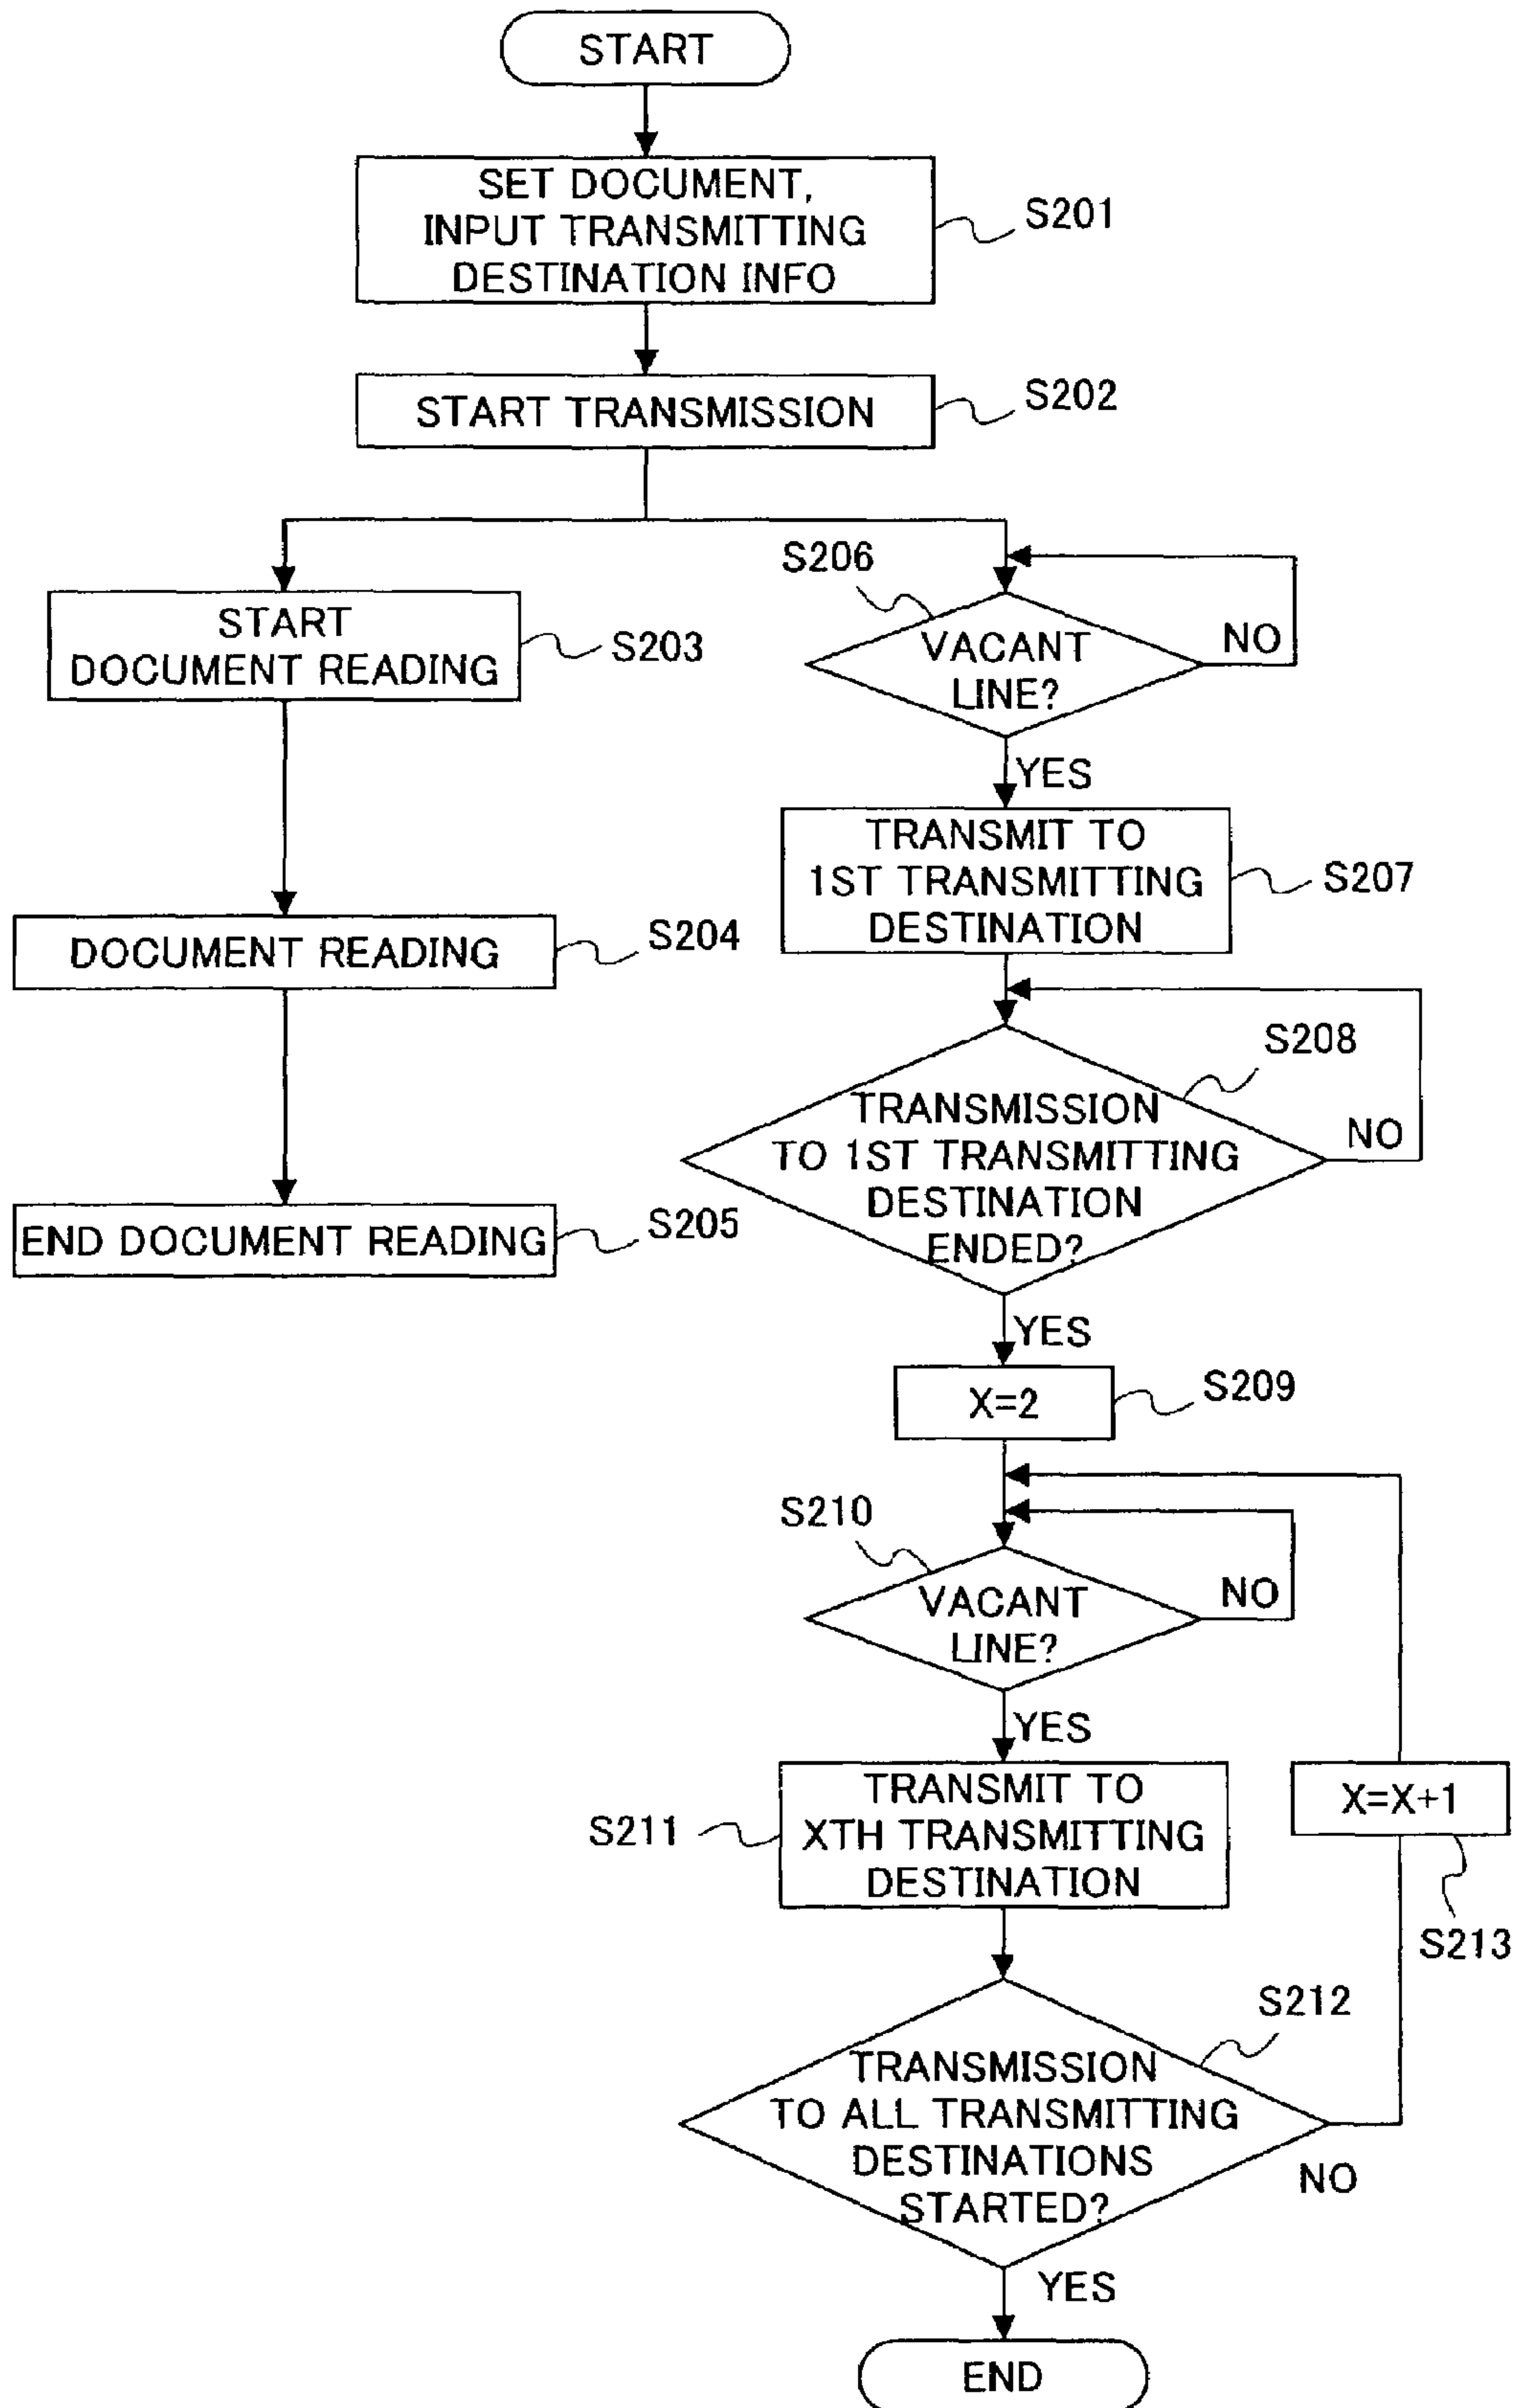 START
SET DOCUMENT,
INPUT TRANSMITTING
DESTINATION INFO
S201
START TRANSMISSION
S202
START
DOCUMENT READING
S203
DOCUMENT READING
S204
END DOCUMENT READING
S205
S206
VACANT
LINE?
NO
YES
TRANSMIT TO
1ST TRANSMITTING
DESTINATION
S207
S208
TRANSMISSION
TO 1ST TRANSMITTING
DESTINATION
ENDED?
NO
YES
X=2
S209
S210
VACANT
LINE?
NO
YES
TRANSMIT TO
XTH TRANSMITTING
DESTINATION
S211
X=X+1
S213
S212
TRANSMISSION
TO ALL TRANSMITTING
DESTINATIONS
STARTED?
NO
YES
END